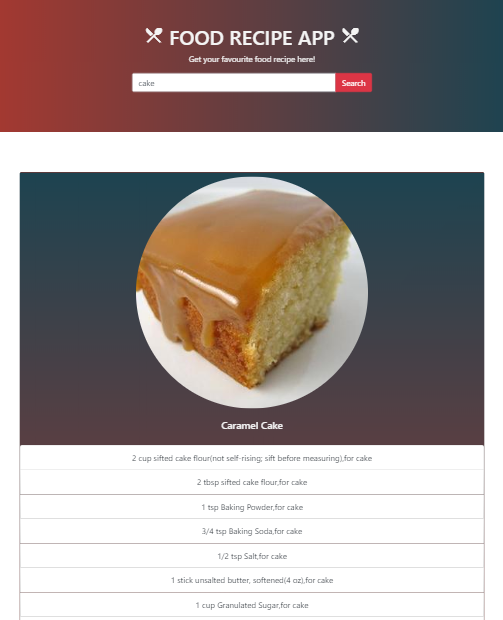 FOOD RECIPE APP
Get your favourite food recipe here!
cake
Search
Caramel Cake
2 cup sifted cake flour(not self-rising; sift before measuring),for cake
2 tbsp sifted cake flour,for cake
1 tsp Baking Powder,for cake
3/4 tsp Baking Soda,for cake
1/2 tsp Salt,for cake
1 stick unsalted butter, softened(4 oz),for cake
1 cup Granulated Sugar,for cake